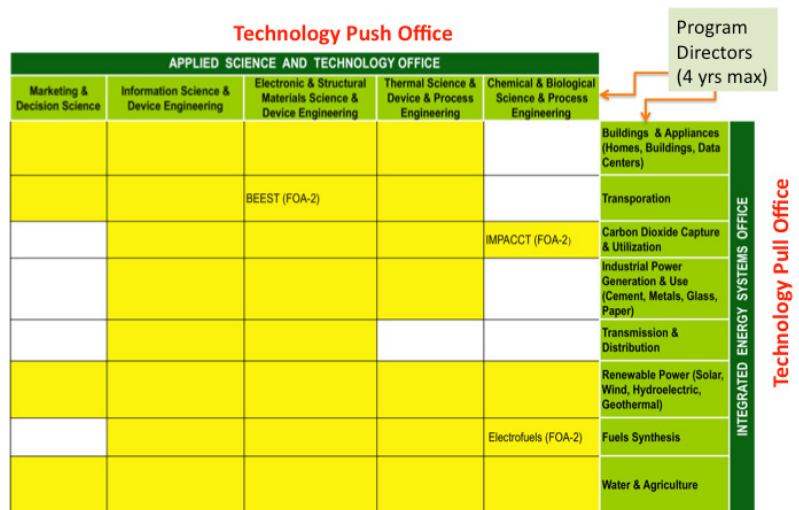 Technology Push Office
Program
Directors
(4 yrs max)
APPLIED SCIENCE AND TECHNOLOGY OFFICE
Marketing &
Decision Science
Information Science &
Device Engineering
Electronic & Structural
Materials Science &
Device Engineering
Thermal Science &
Device & Process
Engineering
Chemical & Biological
Science & Process
Engineering
Buildings & Appliances
(Homes, Buildings, Data
Centers)
BEEST (FOA-2)
Transporation
IMPACCT (FOA-2)
Carbon Dioxide Capture
& Utilization
Industrial Power
Generation & Use
(Cement, Metals, Glass,
Paper)
Transmission &
Distribution
Renewable Power (Solar,
Wind, Hydroelectric,
Geothermal)
Electrofuels (FOA-2)
Fuels Synthesis
Water & Agriculture
INTEGRATED ENERGY SYSTEMS OFFICE
Technology Pull Office